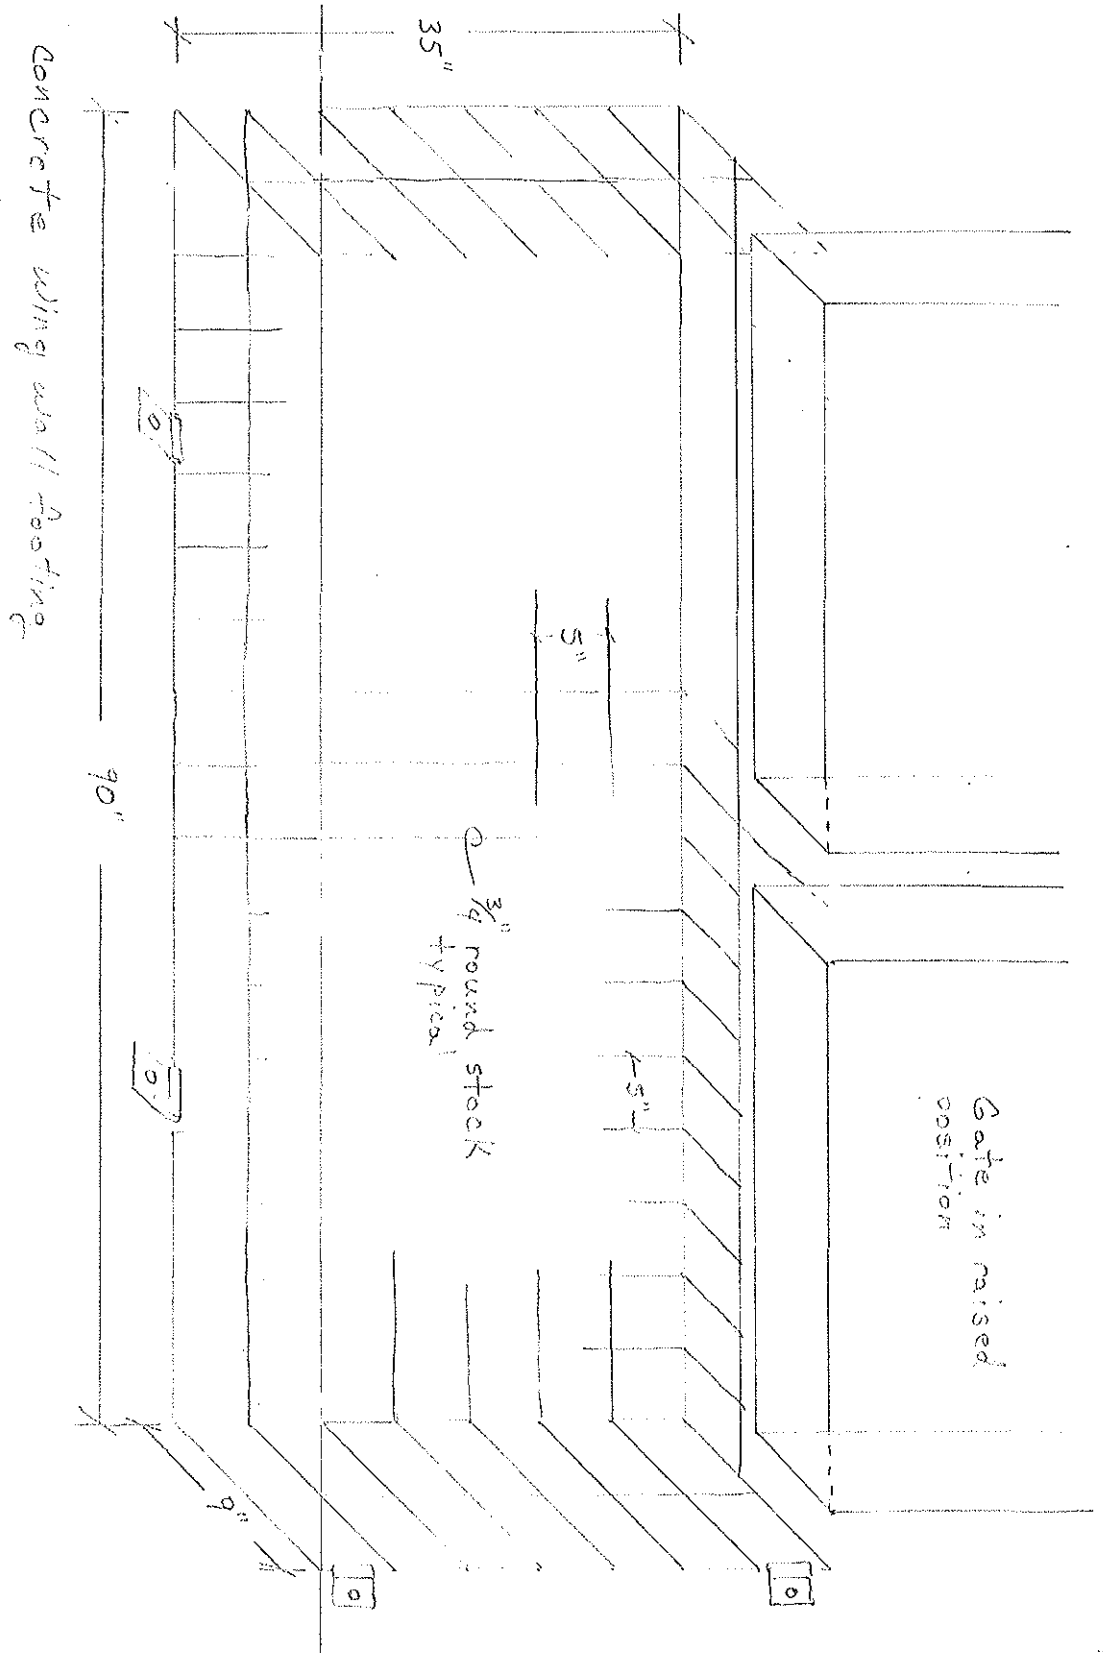 Gate in raised
position
35"
5"
5"
3/4" round stock
typical
90"
9"
Concrete wing wall footing